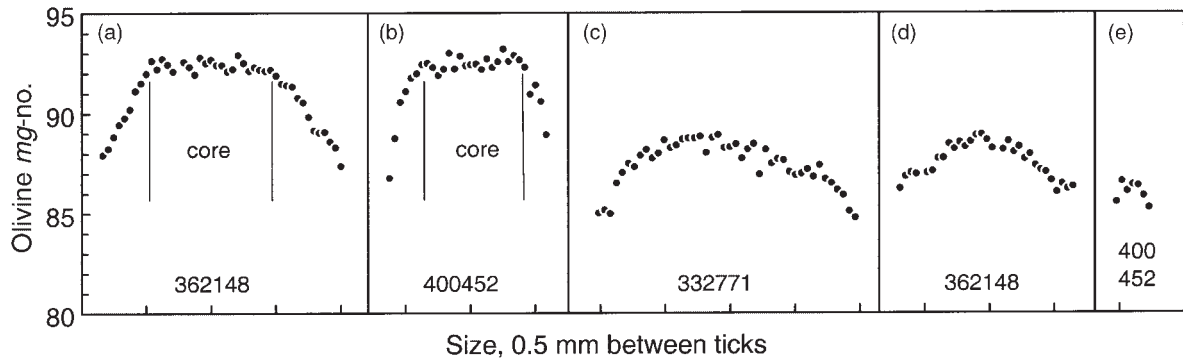 95
90
85
80
Olivine mg-no.
(a)
core
362148
(b)
core
400452
(c)
332771
(d)
362148
(e)
400
452
Size, 0.5 mm between ticks